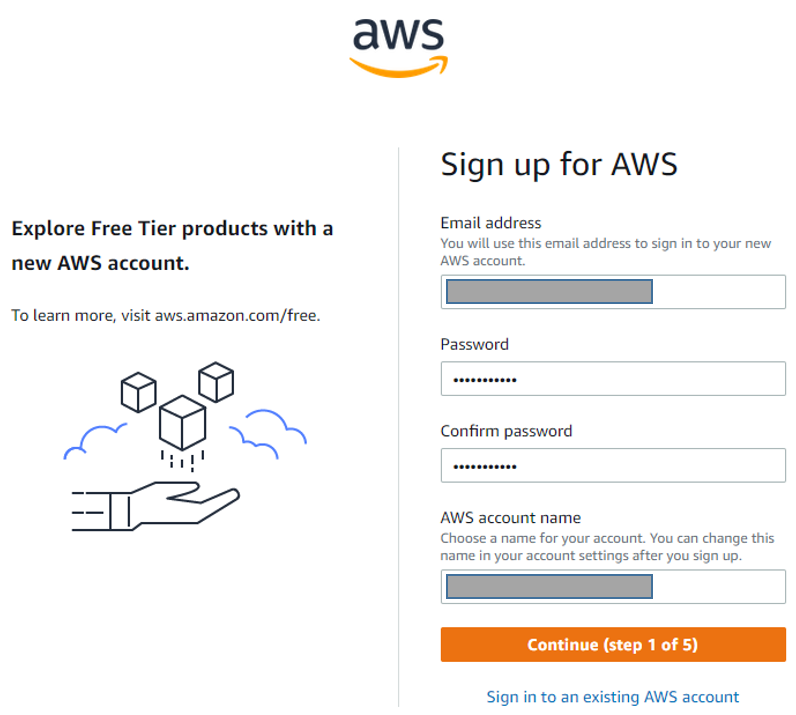 aws
Explore Free Tier products with a
new AWS account.
To learn more, visit aws.amazon.com/free.
Sign up for AWS
Email address
You will use this email address to sign in to your new
AWS account.
Password
•••••••••••
Confirm password
•••••••••••
AWS account name
Choose a name for your account. You can change this
name in your account settings after you sign up.
Continue (step 1 of 5)
Sign in to an existing AWS account